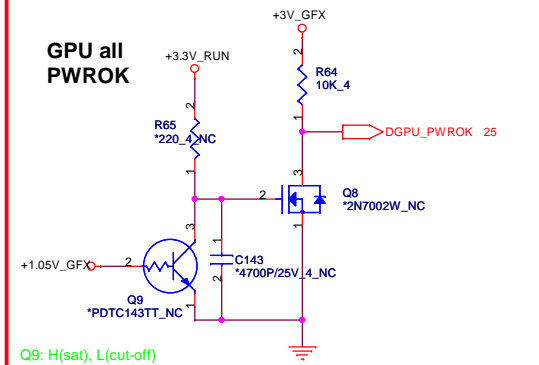 +3V_GFX
GPU all
PWROK
+3.3V_RUN
2
R64
10K_4
2
1
R65
*220_4_NC
DGPU_PWROK 25
1
3
2
Q8
*2N7002W_NC
3
1
1
C143
+1.05V_GFX
2
*4700P/25V_4_NC
2
Q9
1
*PDTC143TT_NC
Q9: H(sat), L(cut-off)